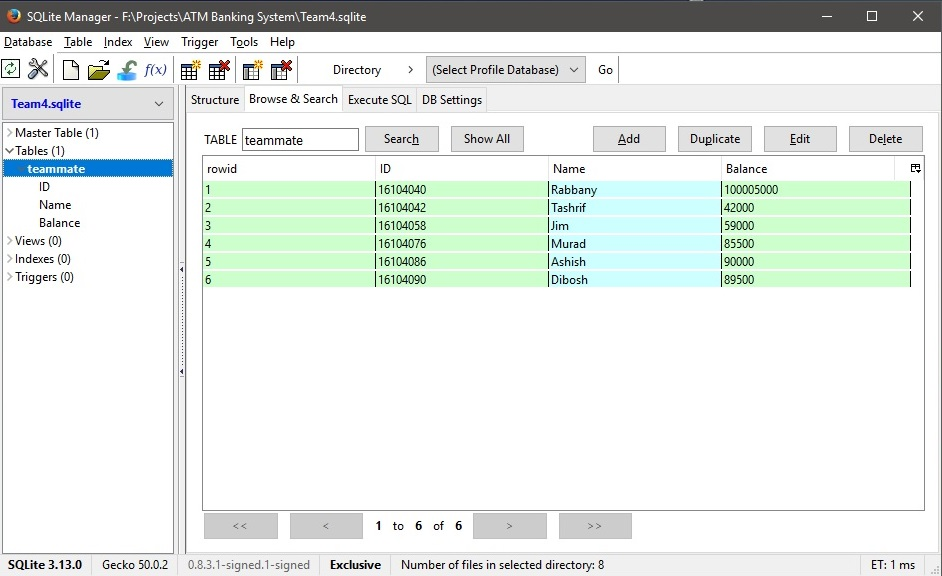 SQLite Manager - F:\Projects\ATM Banking System\Team4.sqlite
Database Table Index View Trigger Tools Help
f(x) Directory > (Select Profile Database) Go
Team4.sqlite
Master Table (1)
Tables (1)
teammate
ID
Name
Balance
Views (0)
Indexes (0)
Triggers (0)
Structure Browse & Search Execute SQL DB Settings
TABLE teammate Search Show All Add Duplicate Edit Delete
rowid ID Name Balance
1 16104040 Rabbany 100005000
2 16104042 Tashrif 42000
3 16104058 Jim 59000
4 16104076 Murad 85500
5 16104086 Ashish 90000
6 16104090 Dibosh 89500
<< < 1 to 6 of 6 > >>
SQLite 3.13.0 Gecko 50.0.2 0.8.3.1-signed.1-signed Exclusive Number of files in selected directory: 8 ET: 1 ms